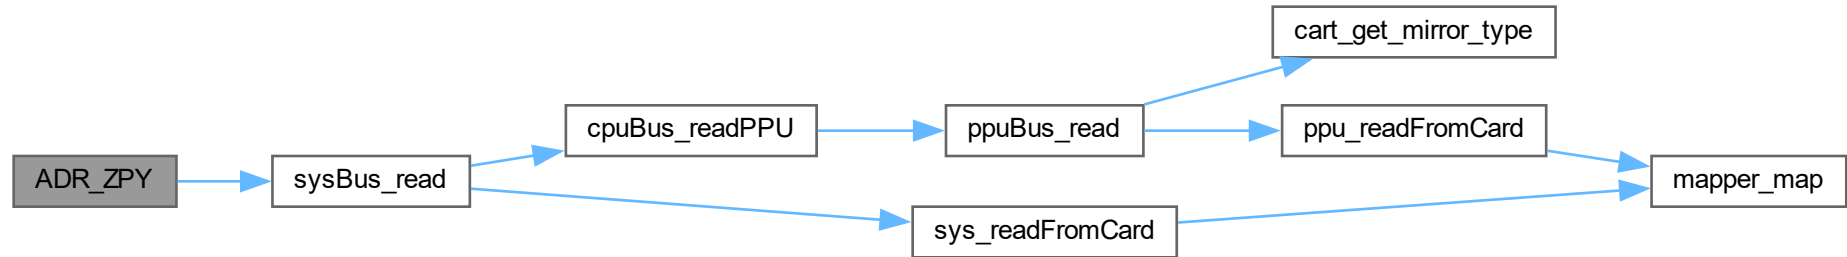 ADR_ZPY
sysBus_read
cpuBus_readPPU
ppuBus_read
cart_get_mirror_type
ppu_readFromCard
sys_readFromCard
mapper_map